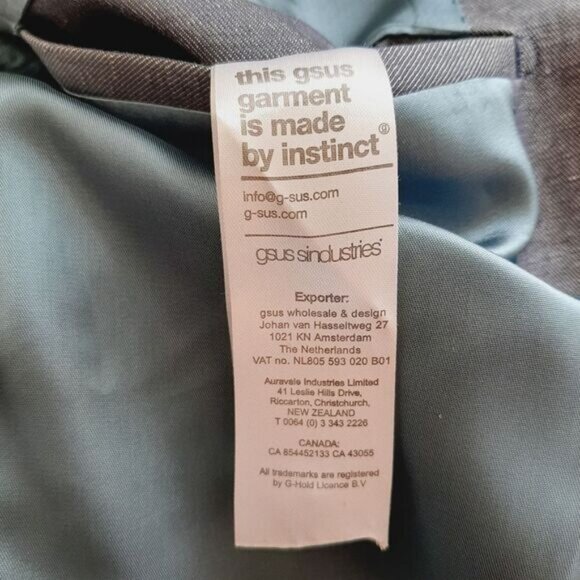 this gsus
garment
is made
by instinct
info@g-sus.com
g-sus.com
gsus sindustries
Exporter:
gsus wholesale & design
Johan van Hasseltweg 27
1021 KN Amsterdam
The Netherlands
VAT no. NL805 593 020 B01
Auravale Industries Limited
41 Leslie Hills Drive,
Riccarton, Christchurch,
NEW ZEALAND
T 0064 (0) 3 343 2226
CANADA:
CA 854452133 CA 43055
All trademarks are registered
by G-Hold Licence B.V